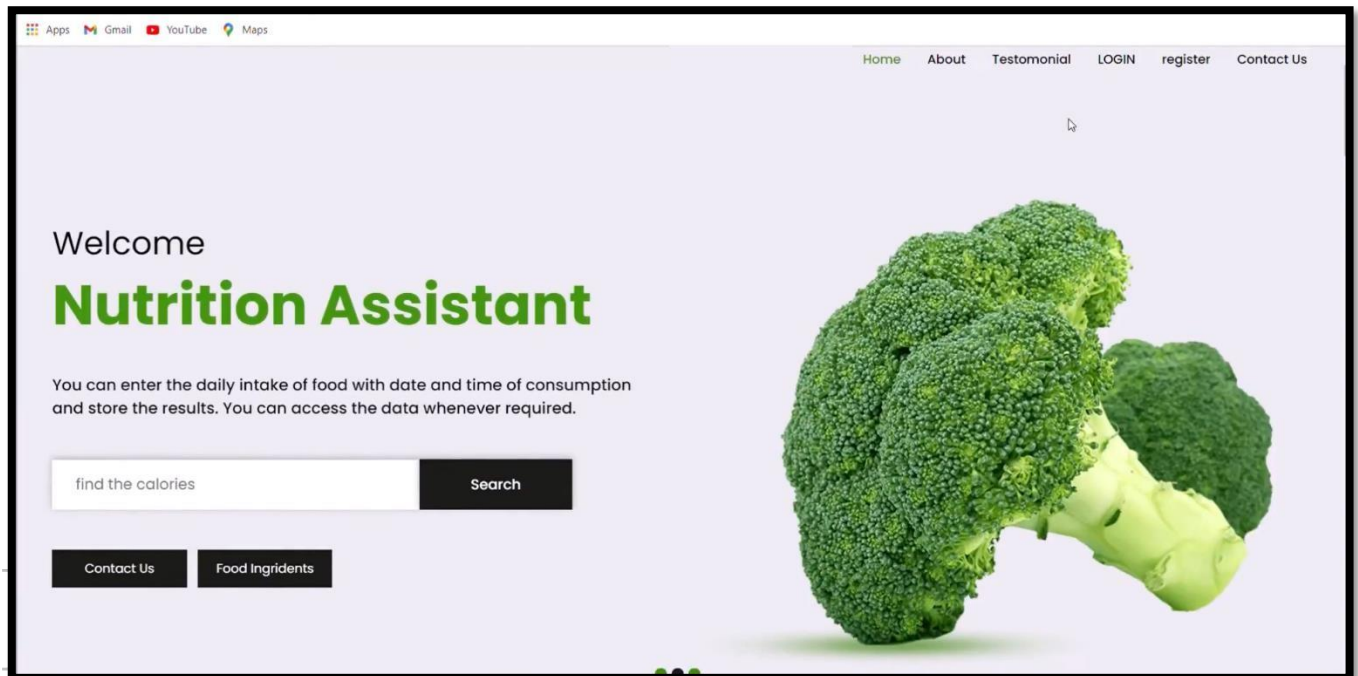 Apps Gmail YouTube Maps
Home About Testomonial LOGIN register Contact Us
Welcome
Nutrition Assistant
You can enter the daily intake of food with date and time of consumption
and store the results. You can access the data whenever required.
find the calories Search
Contact Us Food Ingridents